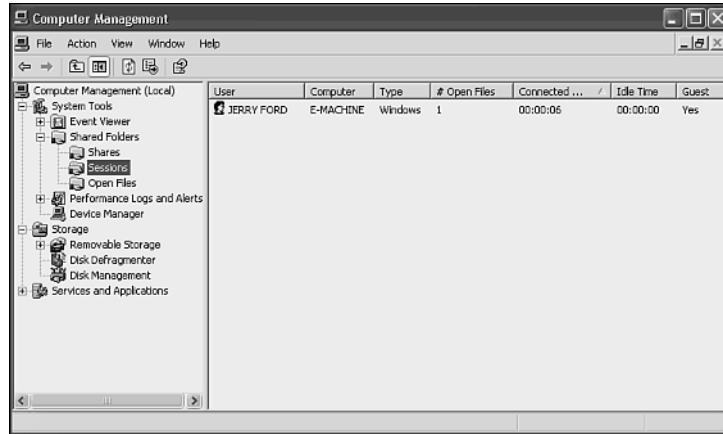 Computer Management
File Action View Window Help
Computer Management (Local)
System Tools
Event Viewer
Shared Folders
Shares
Sessions
Open Files
Performance Logs and Alerts
Device Manager
Storage
Removable Storage
Disk Defragmenter
Disk Management
Services and Applications
User Computer Type # Open Files Connected ... Idle Time Guest
JERRY FORD E-MACHINE Windows 1 00:00:06 00:00:00 Yes